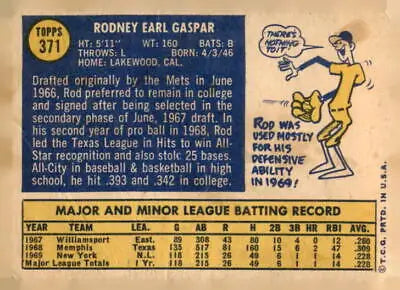 TOPPS
371
RODNEY EARL GASPAR
HT: 5'11" WT: 160 BATS: B
THROWS: L BORN: 4/3/46
HOME: LAKEWOOD, CAL.
Drafted originally by the Mets in June
1966, Rod preferred to remain in college
and signed after being selected in the
secondary phase of June, 1967 draft. In
his second year of pro ball in 1968, Rod
led the Texas League in Hits to win All-
Star recognition and also stole 25 bases.
All-City in baseball & basketball in
high school, he hit .393 and .342 in college.
THERE'S
NOTHING
TO IT!
ROD WAS
USED MOSTLY
FOR HIS
DEFENSIVE
ABILITY
IN 1969!
MAJOR AND MINOR LEAGUE BATTING RECORD
YEAR TEAM LEA. G AB R H 2B 3B HR RBI AVG.
1967 Williamsport East. 89 308 43 80 11 4 0 12 .260
1968 Memphis Texas 135 517 81 160 17 4 7 47 .309
1969 New York N.L. 118 215 26 49 6 1 1 14 .228
Major League Totals 1 Yr. 118 215 26 49 6 1 1 14 .228
© T.C.G. PRTD. IN U.S.A.